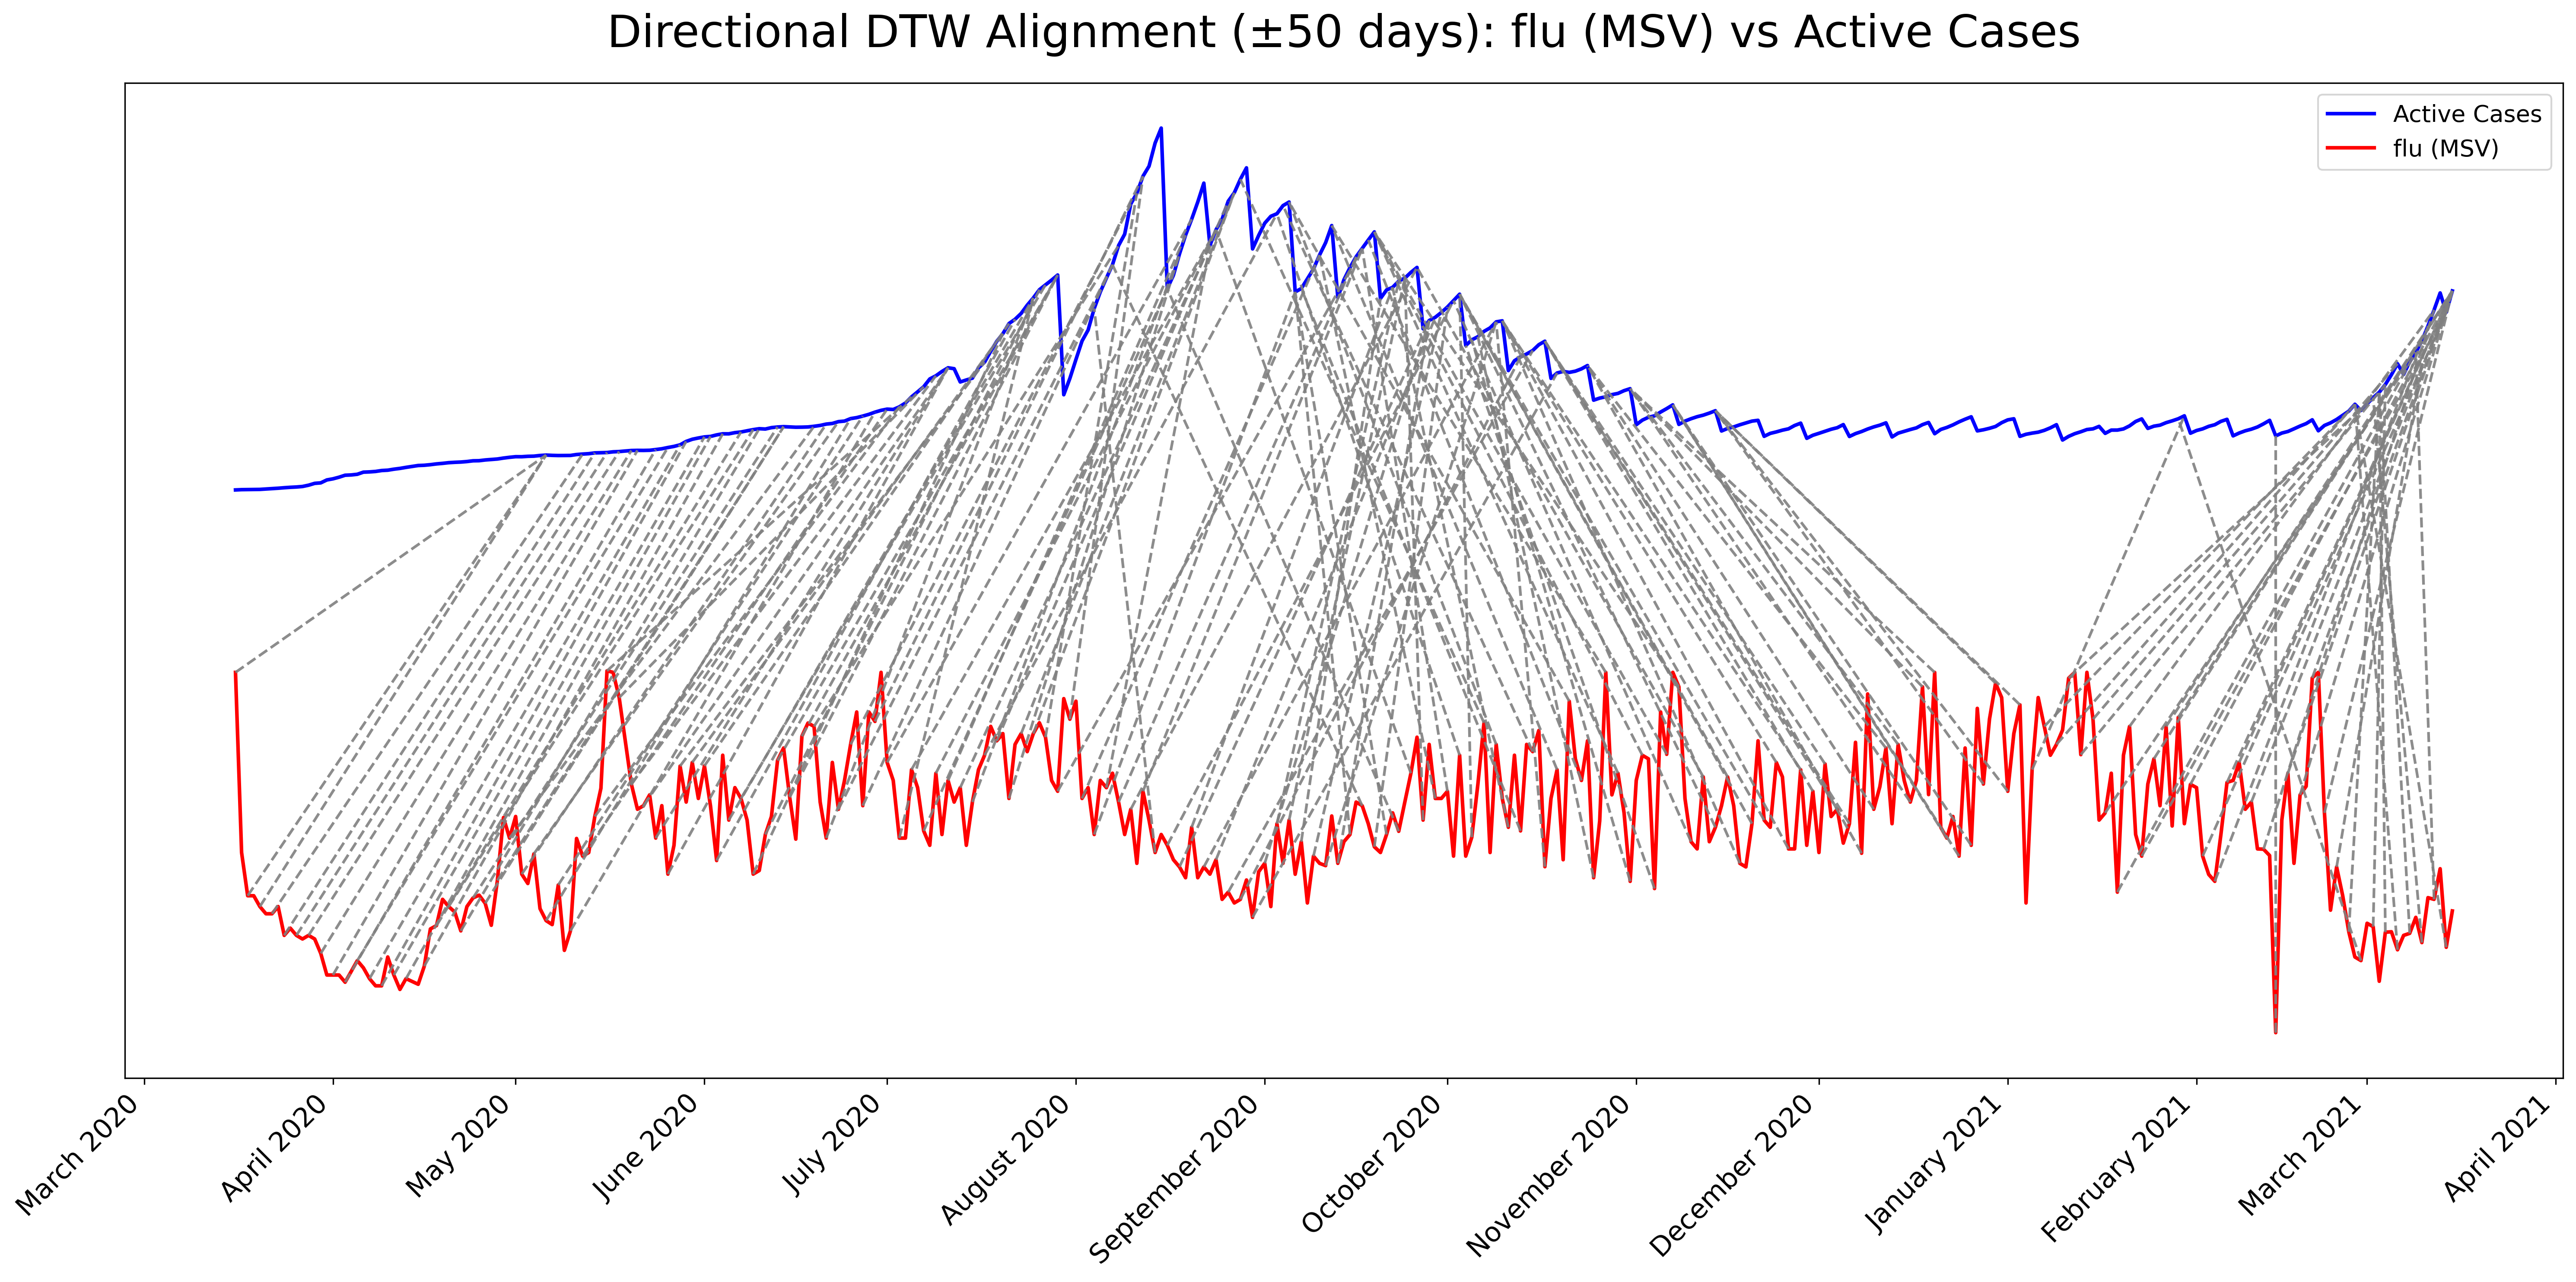 Directional DTW Alignment (±50 days): flu (MSV) vs Active Cases
Active Cases
flu (MSV)
March 2020
April 2020
May 2020
June 2020
July 2020
August 2020
September 2020
October 2020
November 2020
December 2020
January 2021
February 2021
March 2021
April 2021